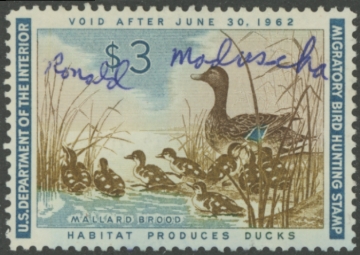 VOID AFTER JUNE 30, 1962
U.S. DEPARTMENT OF THE INTERIOR
$3
Ronald
MIGRATORY BIRD HUNTING STAMP
MALLARD BROOD
HABITAT PRODUCES DUCKS